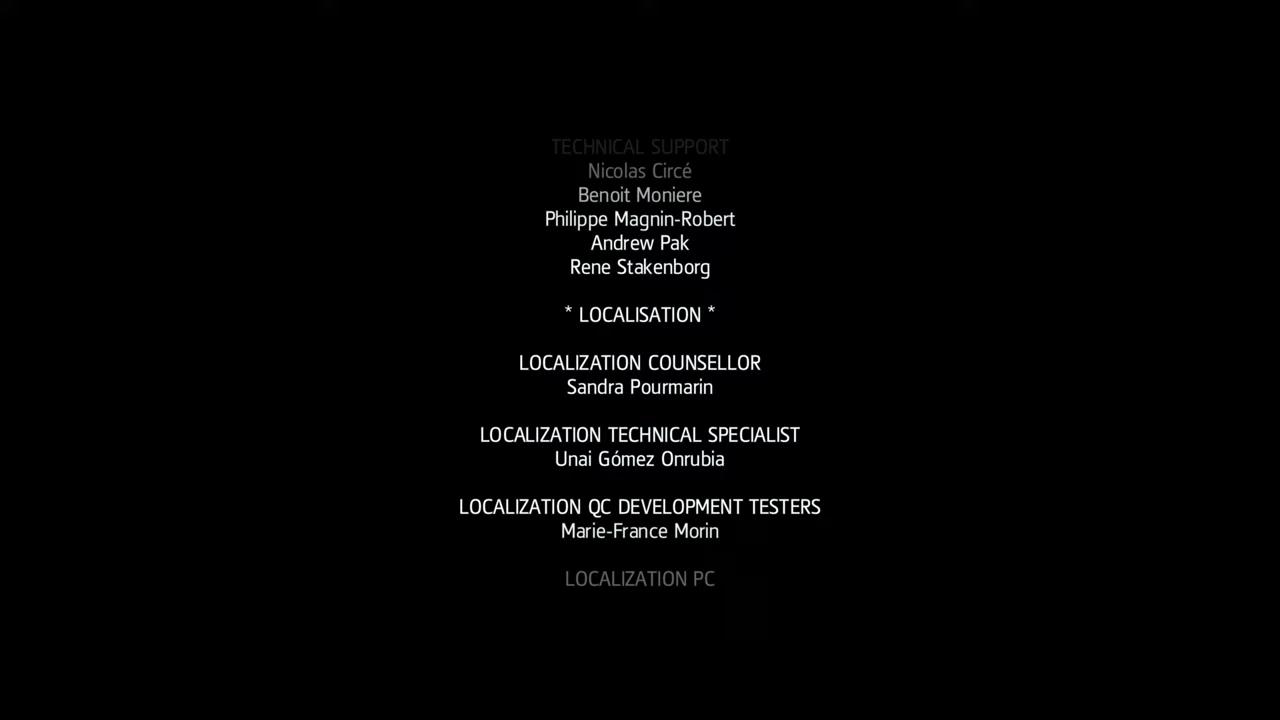 TECHNICAL SUPPORT
Nicolas Circé
Benoit Moniere
Philippe Magnin-Robert
Andrew Pak
Rene Stakenborg
* LOCALISATION *
LOCALIZATION COUNSELLOR
Sandra Pourmarin
LOCALIZATION TECHNICAL SPECIALIST
Unai Gómez Onrubia
LOCALIZATION QC DEVELOPMENT TESTERS
Marie-France Morin
LOCALIZATION PC